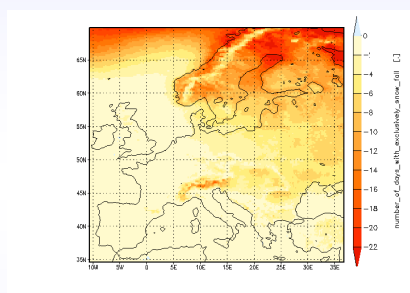 0
-2
65N
-4
60N
-6
-8
55N
-10
50N
-12
-14
45N
-16
-18
40N
-20
35N
-22
10W 5W 0 5E 10E 15E 20E 25E 30E 35E
number_of_days_with_exclusively_snow_fall [.]